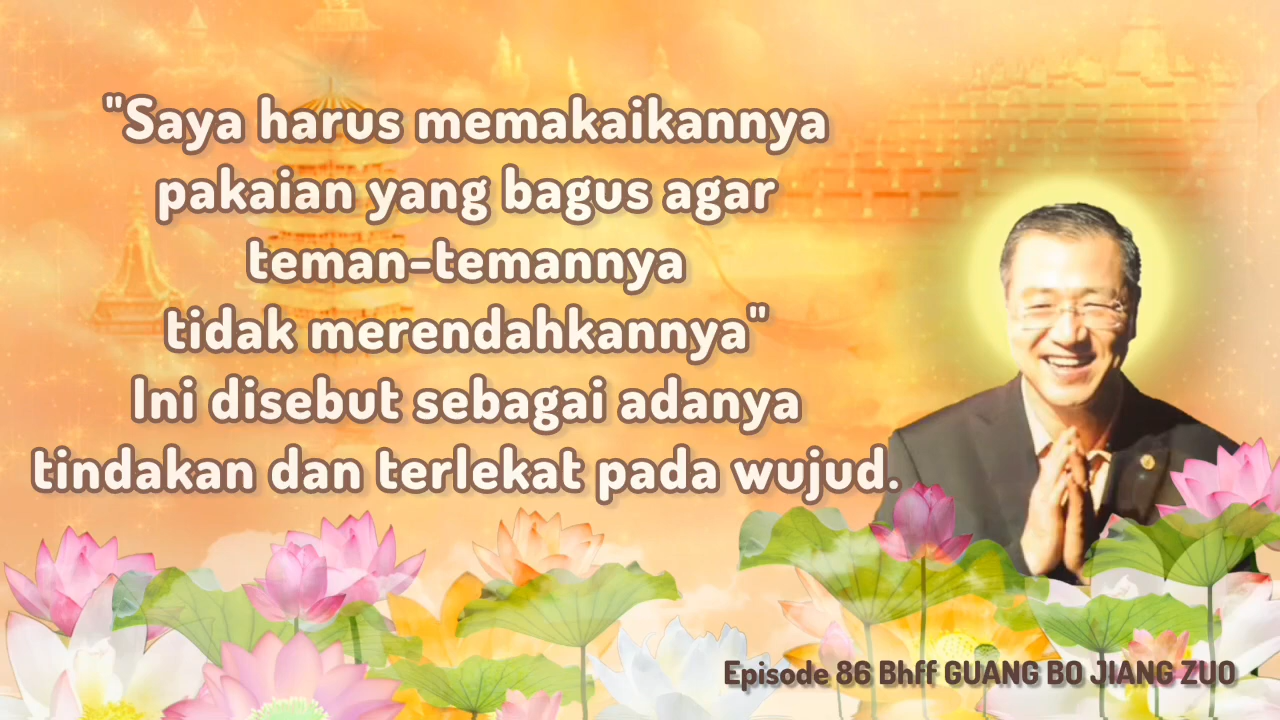 "Saya harus memakaikannya
pakaian yang bagus agar
teman-temannya
tidak merendahkannya"
Ini disebut sebagai adanya
tindakan dan terlekat pada wujud.
Episode 86 Bhff GUANG BO JIANG ZUO